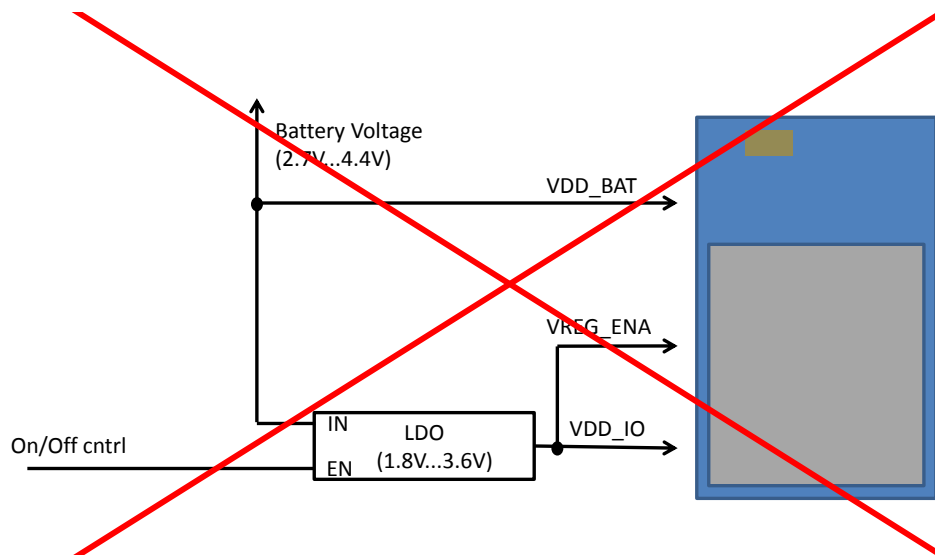 Battery Voltage
(2.7V...4.4V)
VDD_BAT
VREG_ENA
On/Off cntrl
IN
EN
LDO
(1.8V...3.6V)
VDD_IO